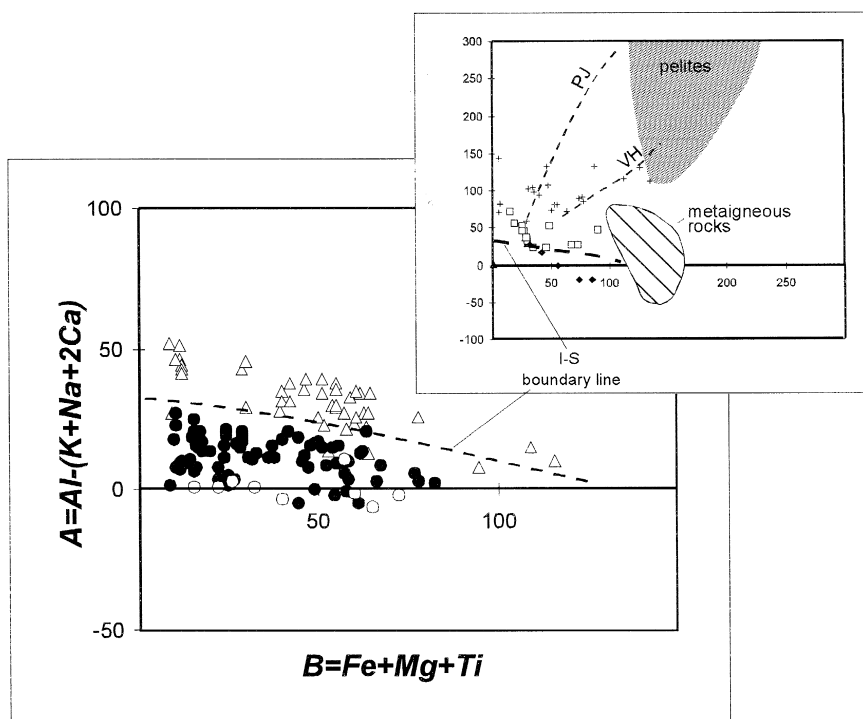 300
250
200
150
100
50
0
-50
-100
50
100
200
250
PJ
VH
pelites
metaigneous
rocks
I-S
boundary line
100
50
0
-50
50
100
A=Al-(K+Na+2Ca)
B=Fe+Mg+Ti